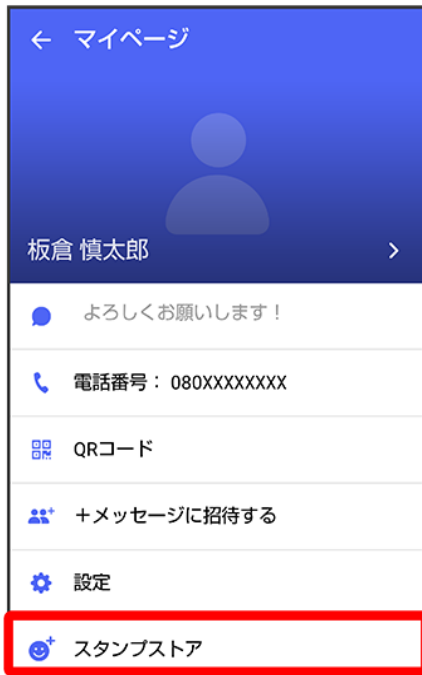 マイページ
板倉 慎太郎
よろしくお願いします！
電話番号： 080XXXXXXXX
QRコード
＋メッセージに招待する
設定
スタンプストア